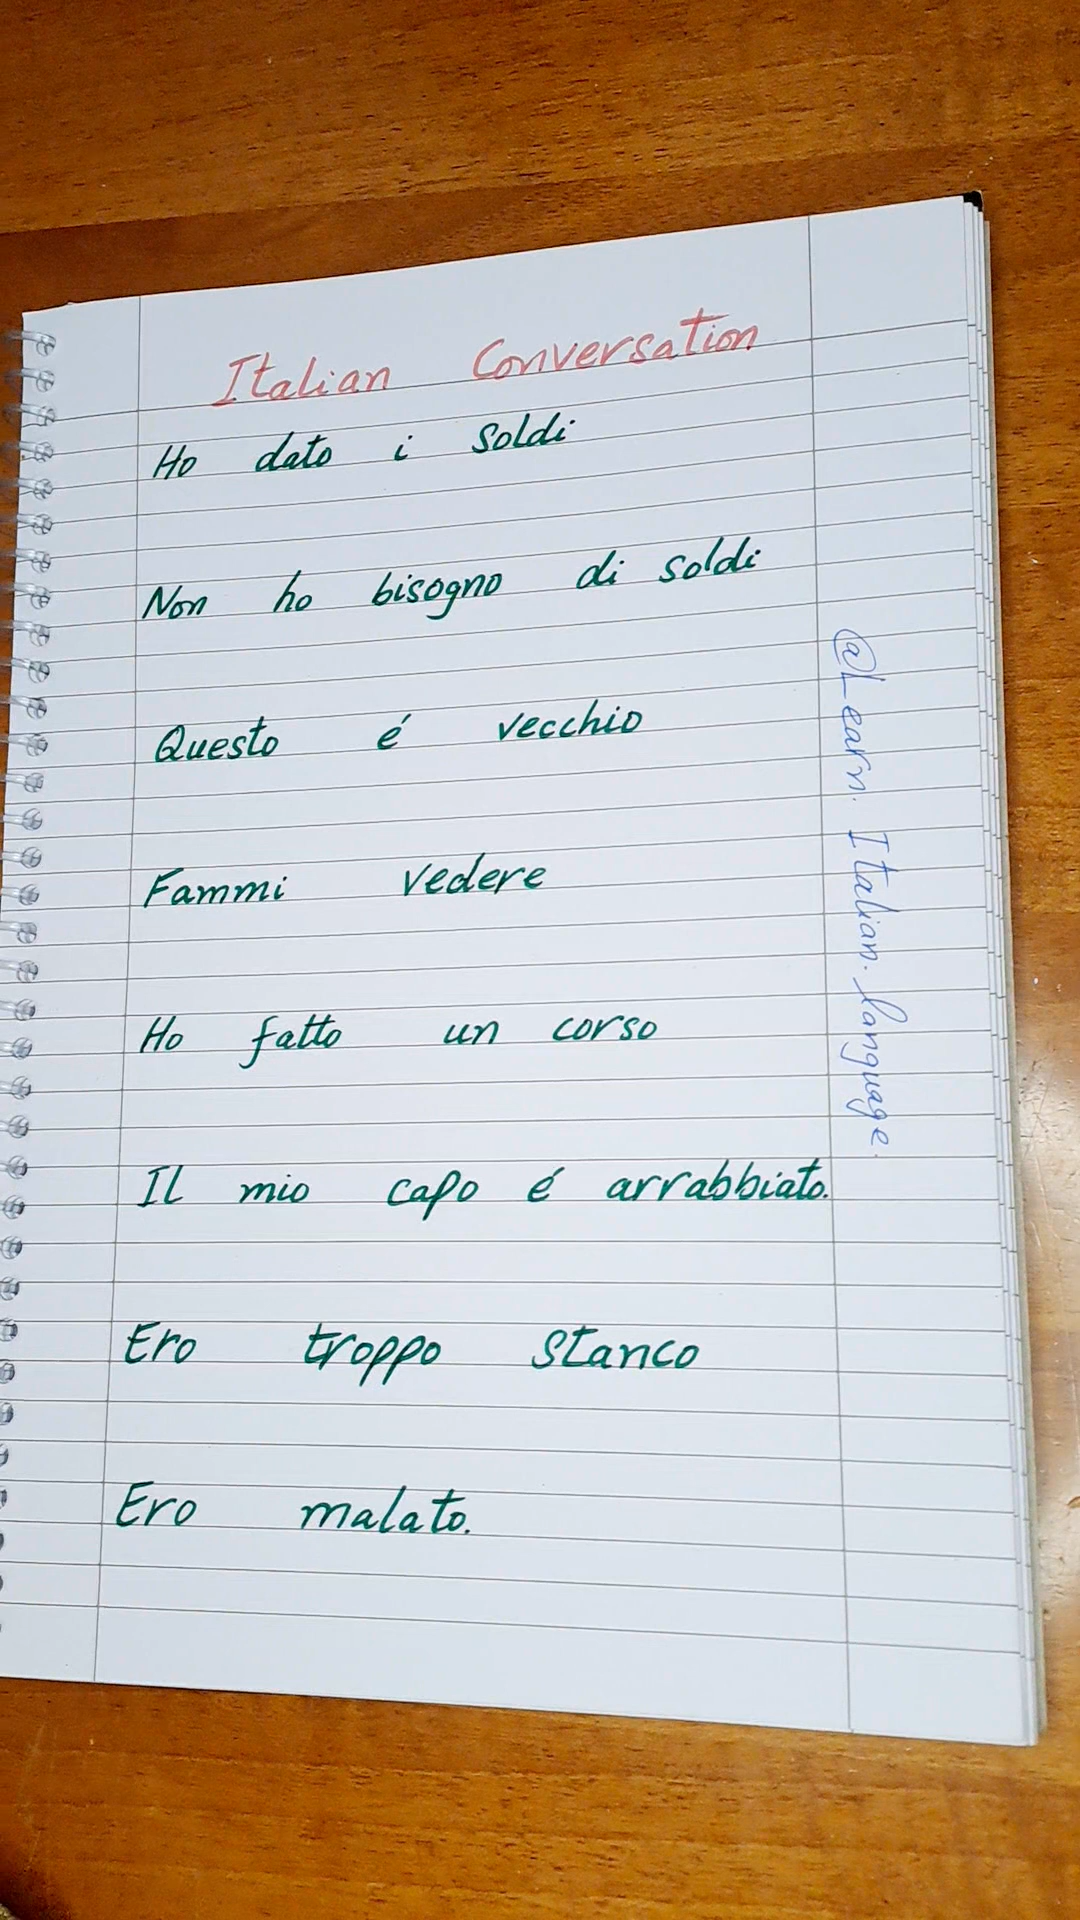 Italian Conversation
Ho dato i soldi
Non ho bisogno di soldi
Questo é vecchio
Fammi vedere
Ho fatto un corso
Il mio capo é arrabbiato.
Ero troppo stanco
Ero malato.
@Learn.Italian.language.